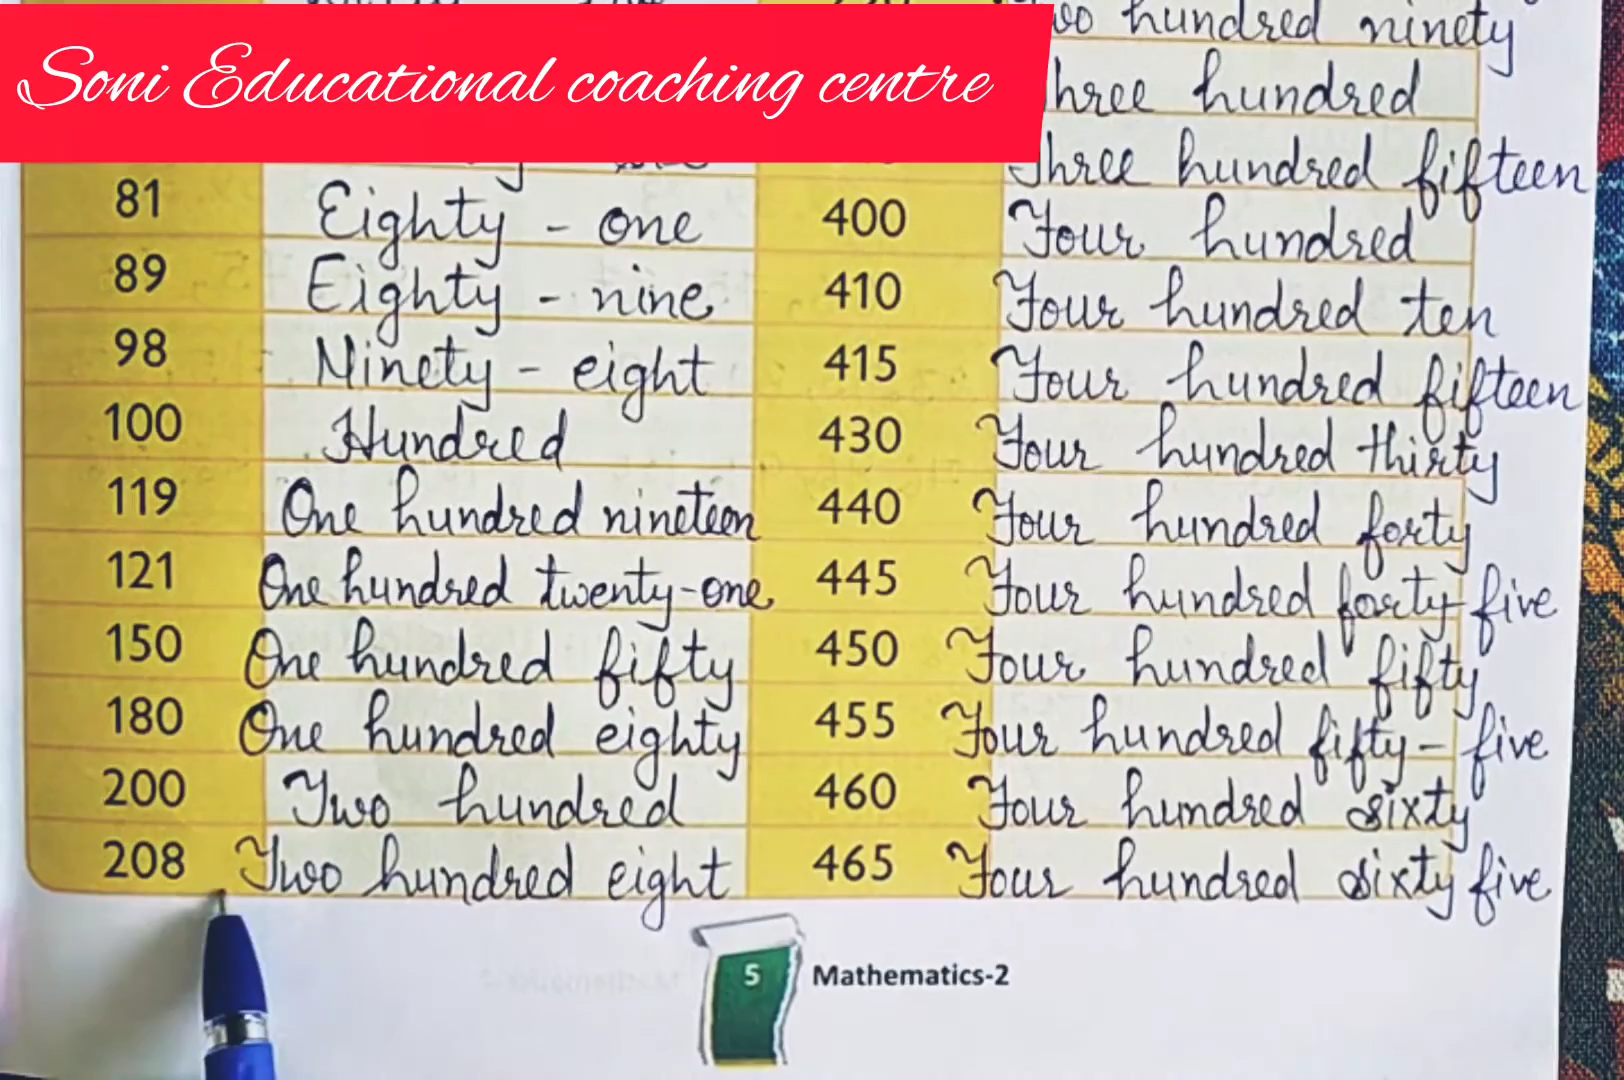 Soni Educational coaching centre
hundred ninety
hundred
Three hundred fifteen
81 Eighty - one 400 Four hundred
89 Eighty - nine 410 Four hundred ten
98 Ninety - eight 415 Four hundred fifteen
100 Hundred 430 Four hundred thirty
119 One hundred nineteen 440 Four hundred forty
121 One hundred twenty-one 445 Four hundred forty five
150 One hundred fifty 450 Four hundred fifty
180 One hundred eighty 455 Four hundred fifty - five
200 Two hundred 460 Four hundred sixty
208 Two hundred eight 465 Four hundred sixty five
5 Mathematics-2